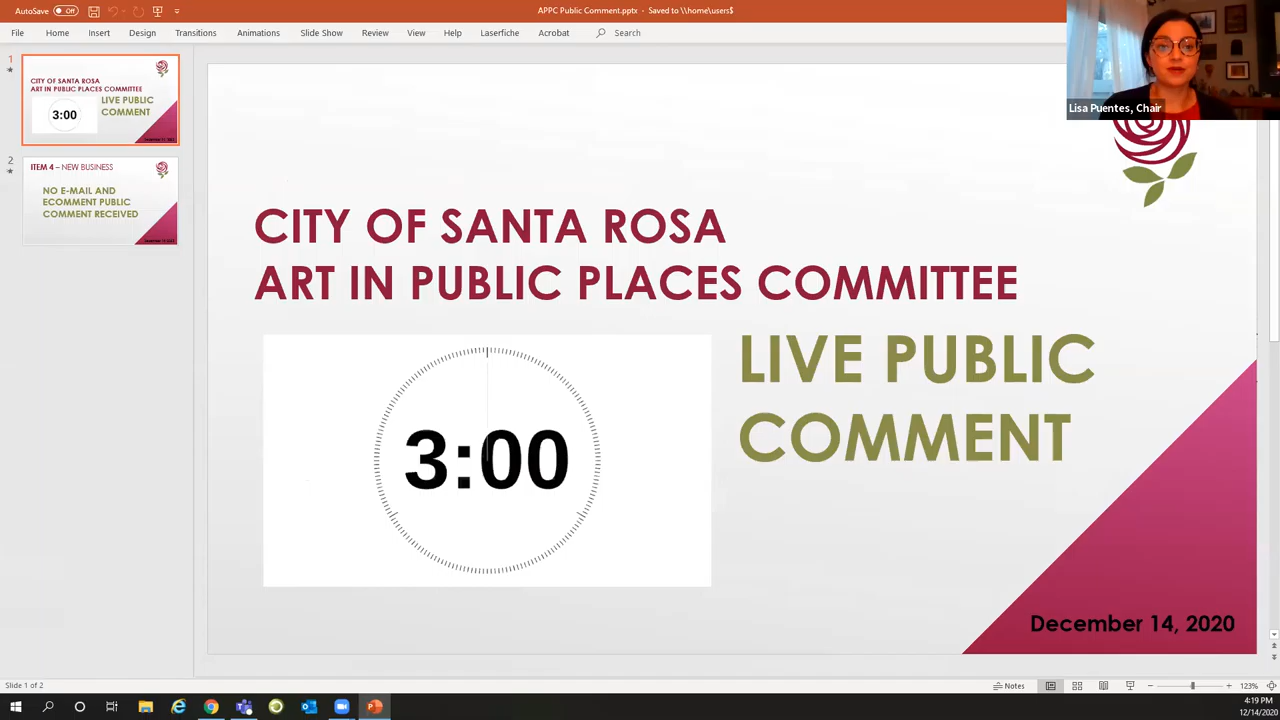 AutoSave Off
APPC Public Comment.pptx - Saved to \\home\users$
File Home Insert Design Transitions Animations Slide Show Review View Help Laserfiche Acrobat Search
Lisa Puentes, Chair
1
CITY OF SANTA ROSA
ART IN PUBLIC PLACES COMMITTEE
LIVE PUBLIC
COMMENT
3:00
2
ITEM 4 – NEW BUSINESS
NO E-MAIL AND
ECOMMENT PUBLIC
COMMENT RECEIVED
CITY OF SANTA ROSA
ART IN PUBLIC PLACES COMMITTEE
3:00
LIVE PUBLIC
COMMENT
December 14, 2020
Slide 1 of 2
Notes
123%
4:19 PM
12/14/2020